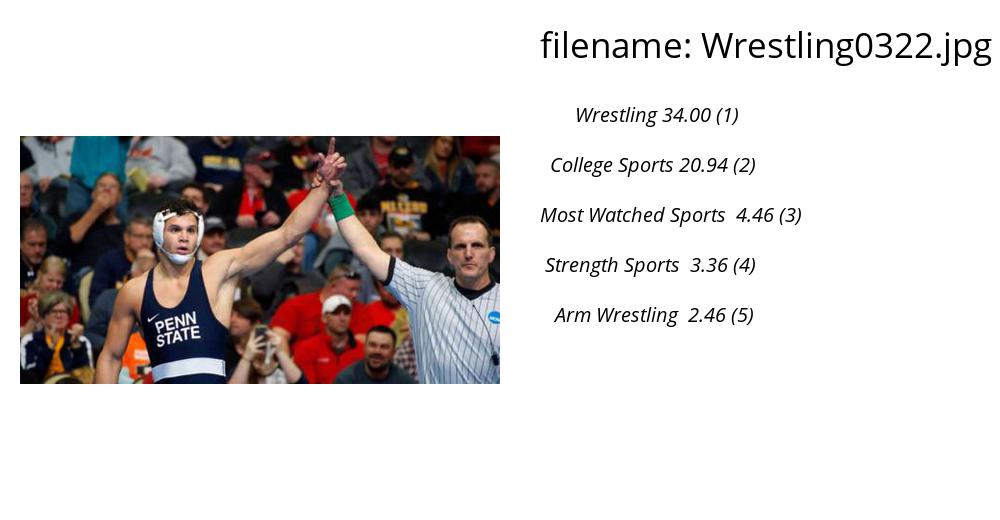 filename: Wrestling0322.jpg
Wrestling 34.00 (1)
College Sports 20.94 (2)
Most Watched Sports 4.46 (3)
Strength Sports 3.36 (4)
Arm Wrestling 2.46 (5)
PENN
STATE